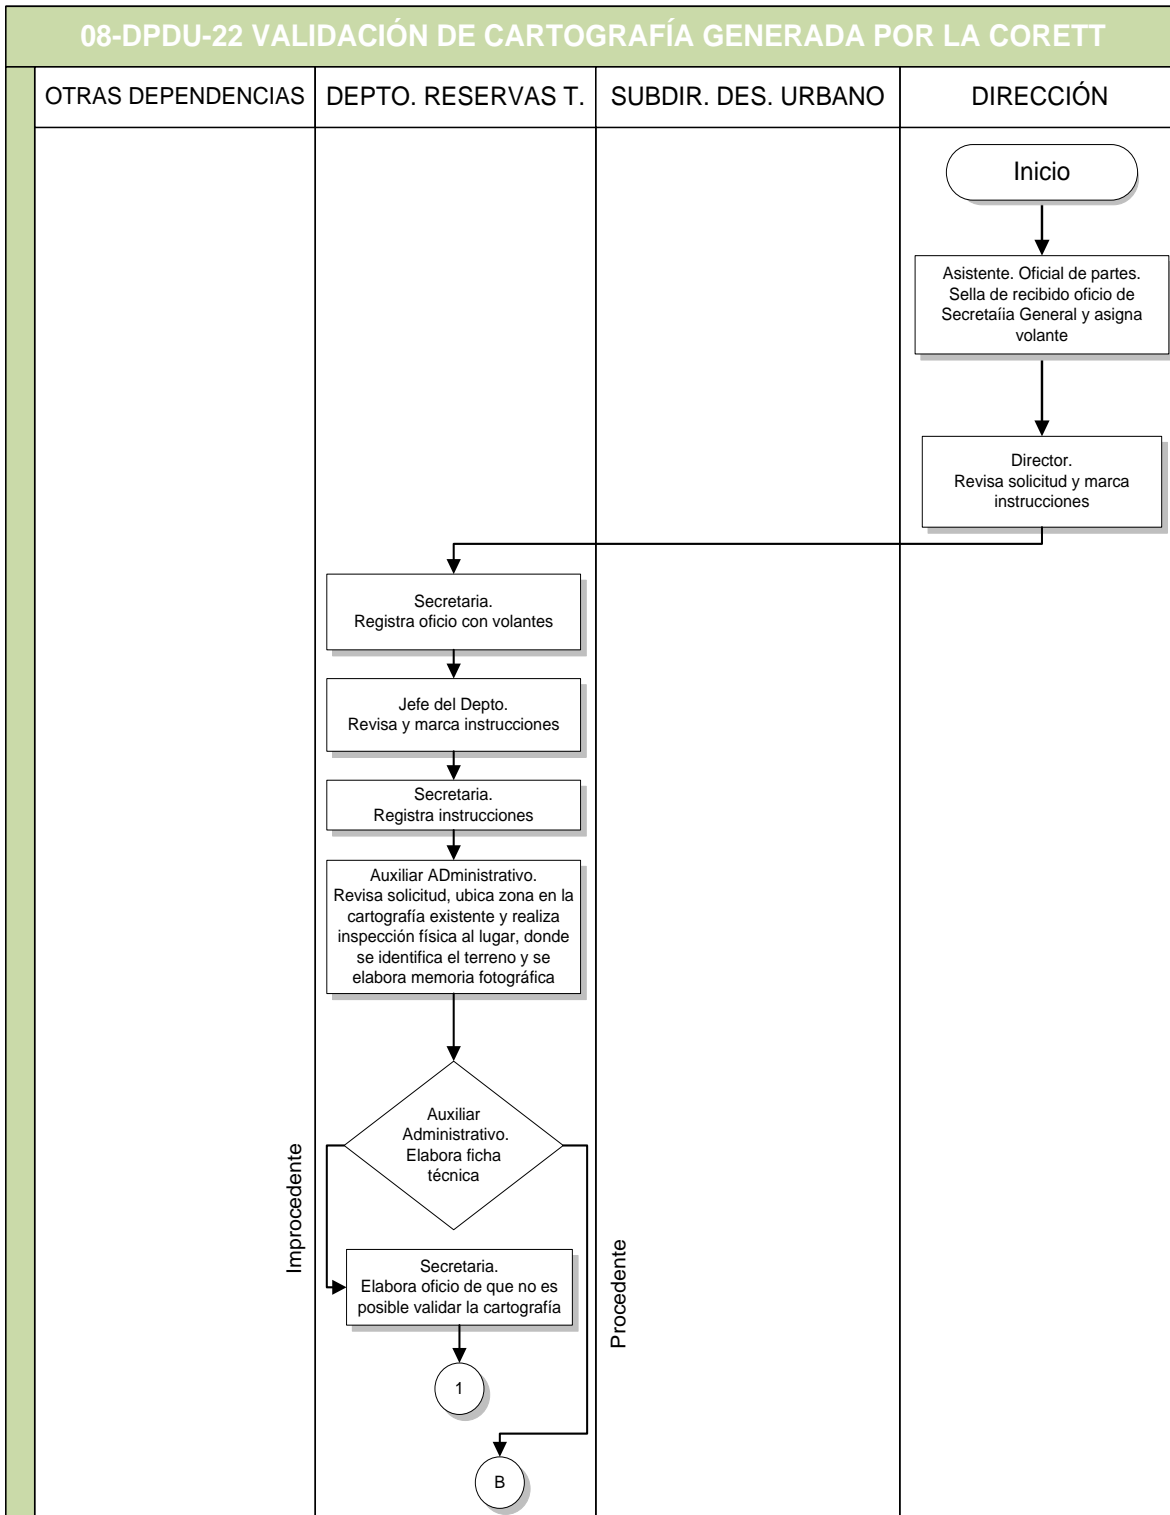 08-DPDU-22 VALIDACIÓN DE CARTOGRAFÍA GENERADA POR LA CORETT
OTRAS DEPENDENCIAS
DEPTO. RESERVAS T.
SUBDIR. DES. URBANO
DIRECCIÓN
Inicio
Asistente. Oficial de partes.
Sella de recibido oficio de
Secretaíia General y asigna
volante
Director.
Revisa solicitud y marca
instrucciones
Secretaria.
Registra oficio con volantes
Jefe del Depto.
Revisa y marca instrucciones
Secretaria.
Registra instrucciones
Auxiliar ADministrativo.
Revisa solicitud, ubica zona en la
cartografía existente y realiza
inspección física al lugar, donde
se identifica el terreno y se
elabora memoria fotográfica
Auxiliar
Administrativo.
Elabora ficha
técnica
Improcedente
Procedente
Secretaria.
Elabora oficio de que no es
posible validar la cartografía
1
B